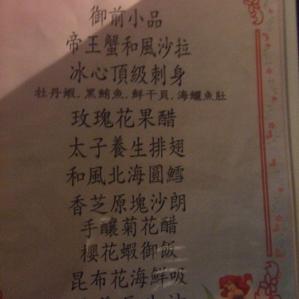 御前小品
帝王蟹和風沙拉
冰心頂級刺身
牡丹蝦.黑鮪魚.鮮干貝.海鱺魚肚
玫瑰花果醋
太子養生排翅
和風北海圓鱈
香芝原塊沙朗
手釀菊花醋
櫻花蝦御飯
昆布花海鮮吸